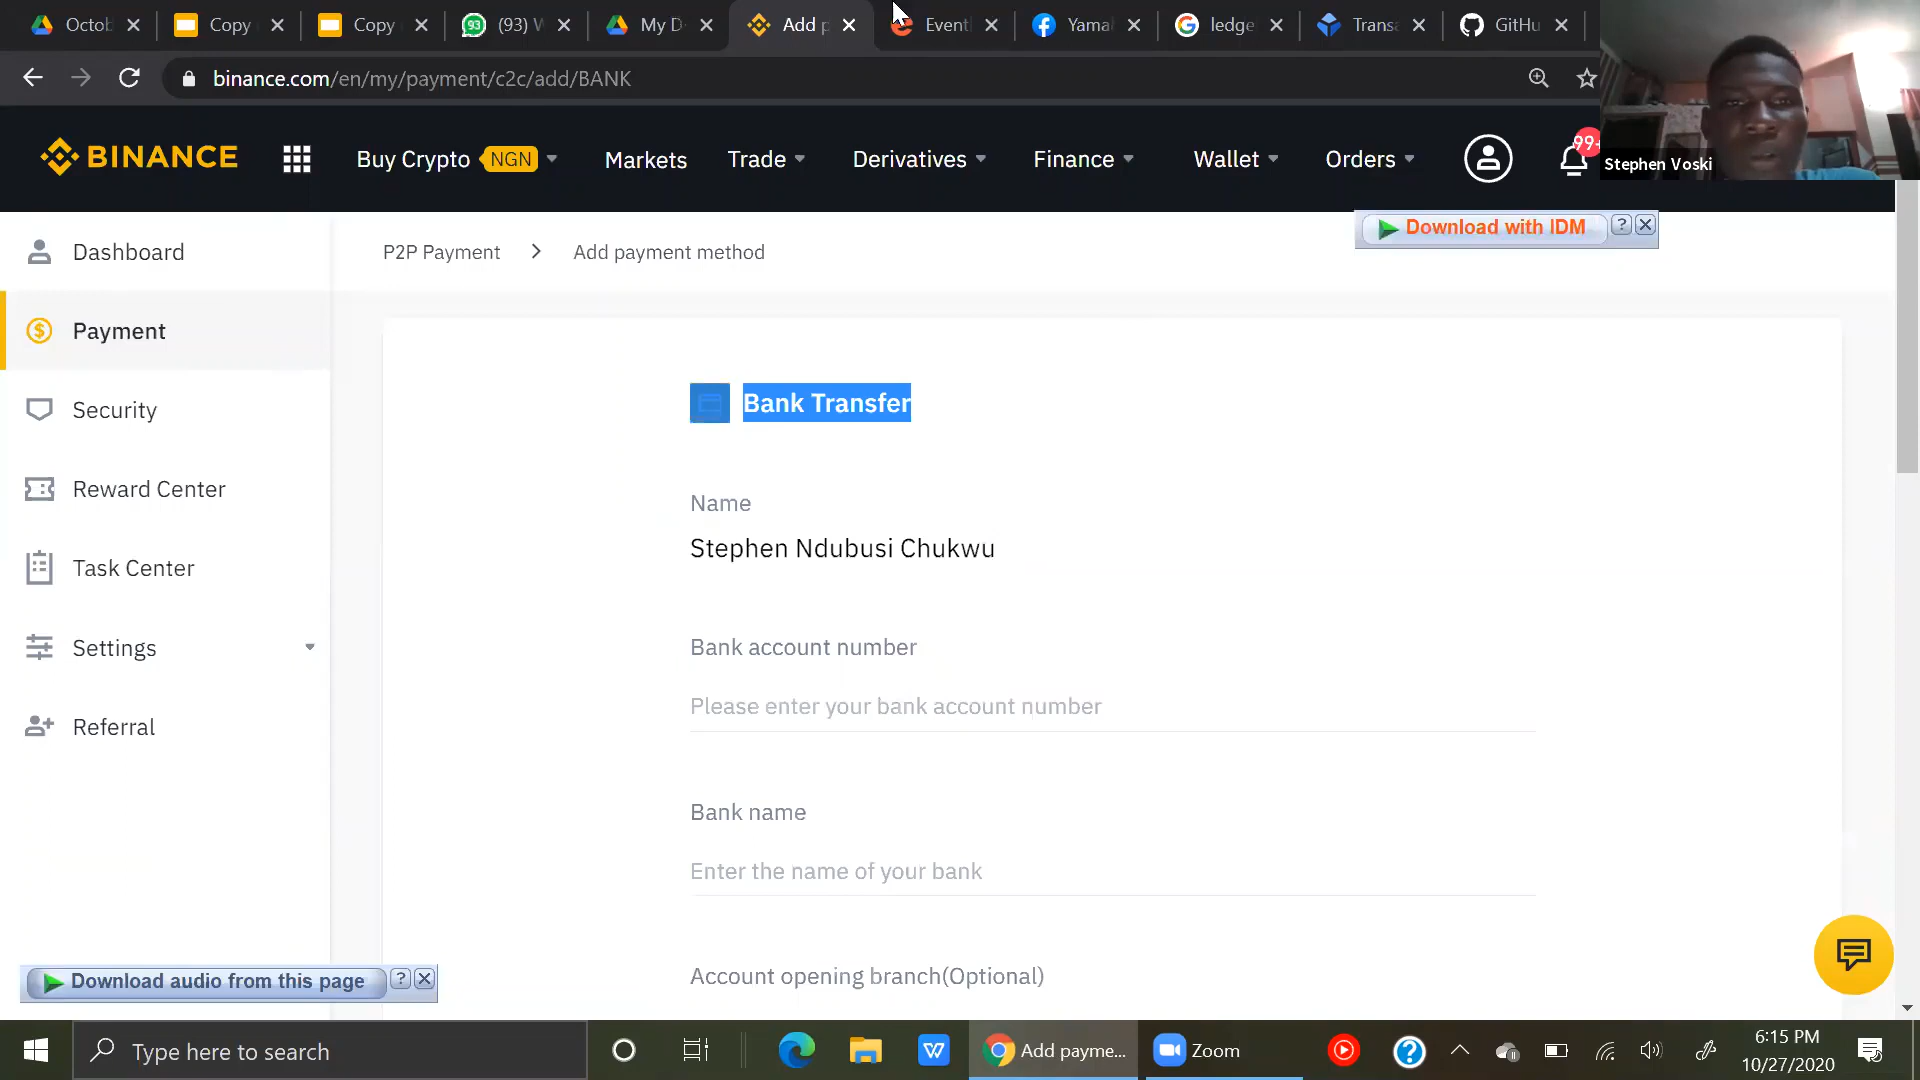 Octob
Copy
Copy
(93) W
My D
Add p
Eventl
Yamal
ledge
Transa
GitHu
binance.com/en/my/payment/c2c/add/BANK
BINANCE
Buy Crypto NGN
Markets
Trade
Derivatives
Finance
Wallet
Orders
99+
Stephen Voski
Download with IDM ?
Dashboard
Payment
Security
Reward Center
Task Center
Settings
Referral
P2P Payment > Add payment method
Bank Transfer
Name
Stephen Ndubusi Chukwu
Bank account number
Please enter your bank account number
Bank name
Enter the name of your bank
Account opening branch(Optional)
Download audio from this page ?
Type here to search
Add payme...
Zoom
6:15 PM
10/27/2020